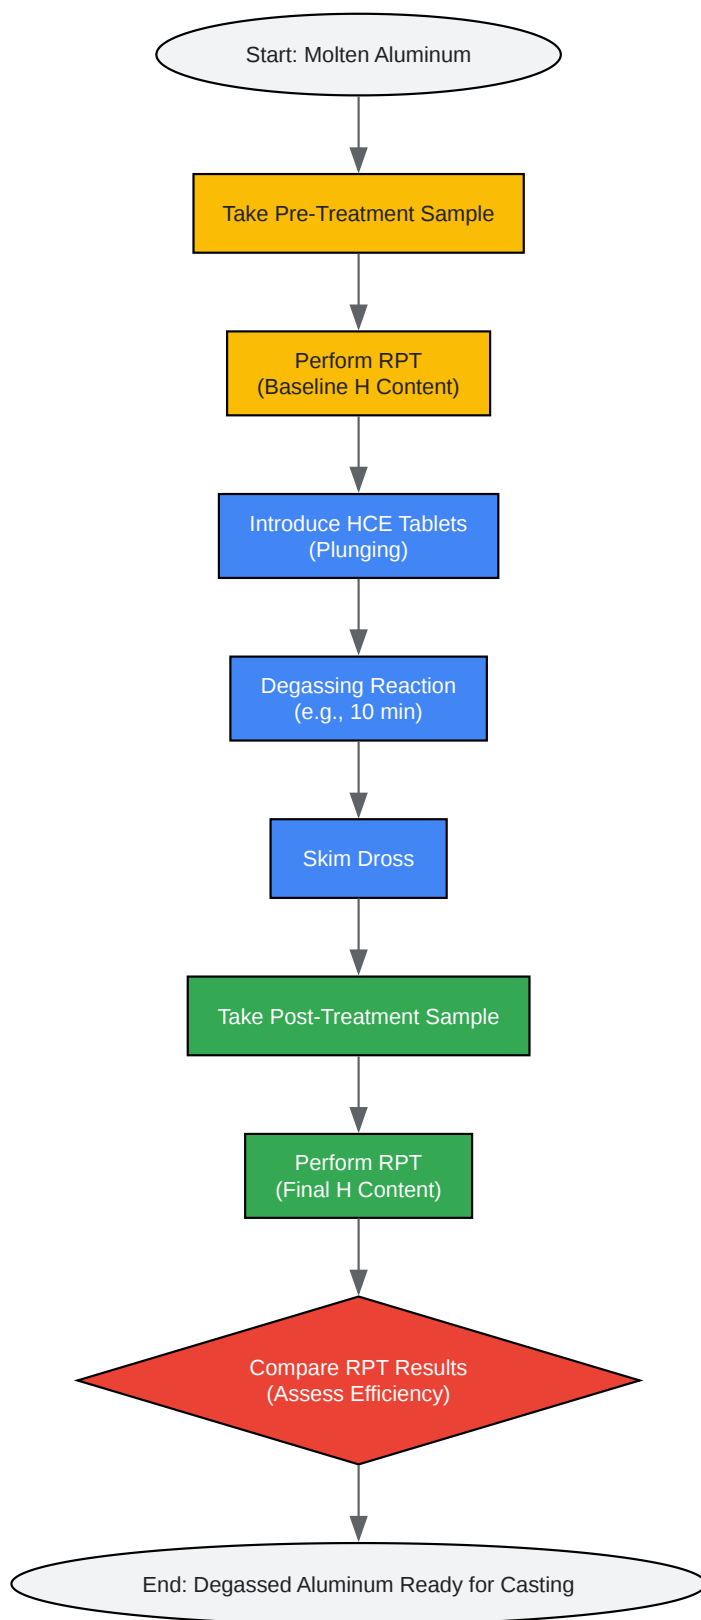 Start: Molten Aluminum
Take Pre-Treatment Sample
Perform RPT
(Baseline H Content)
Introduce HCE Tablets
(Plunging)
Degassing Reaction
(e.g., 10 min)
Skim Dross
Take Post-Treatment Sample
Perform RPT
(Final H Content)
Compare RPT Results
(Assess Efficiency)
End: Degassed Aluminum Ready for Casting